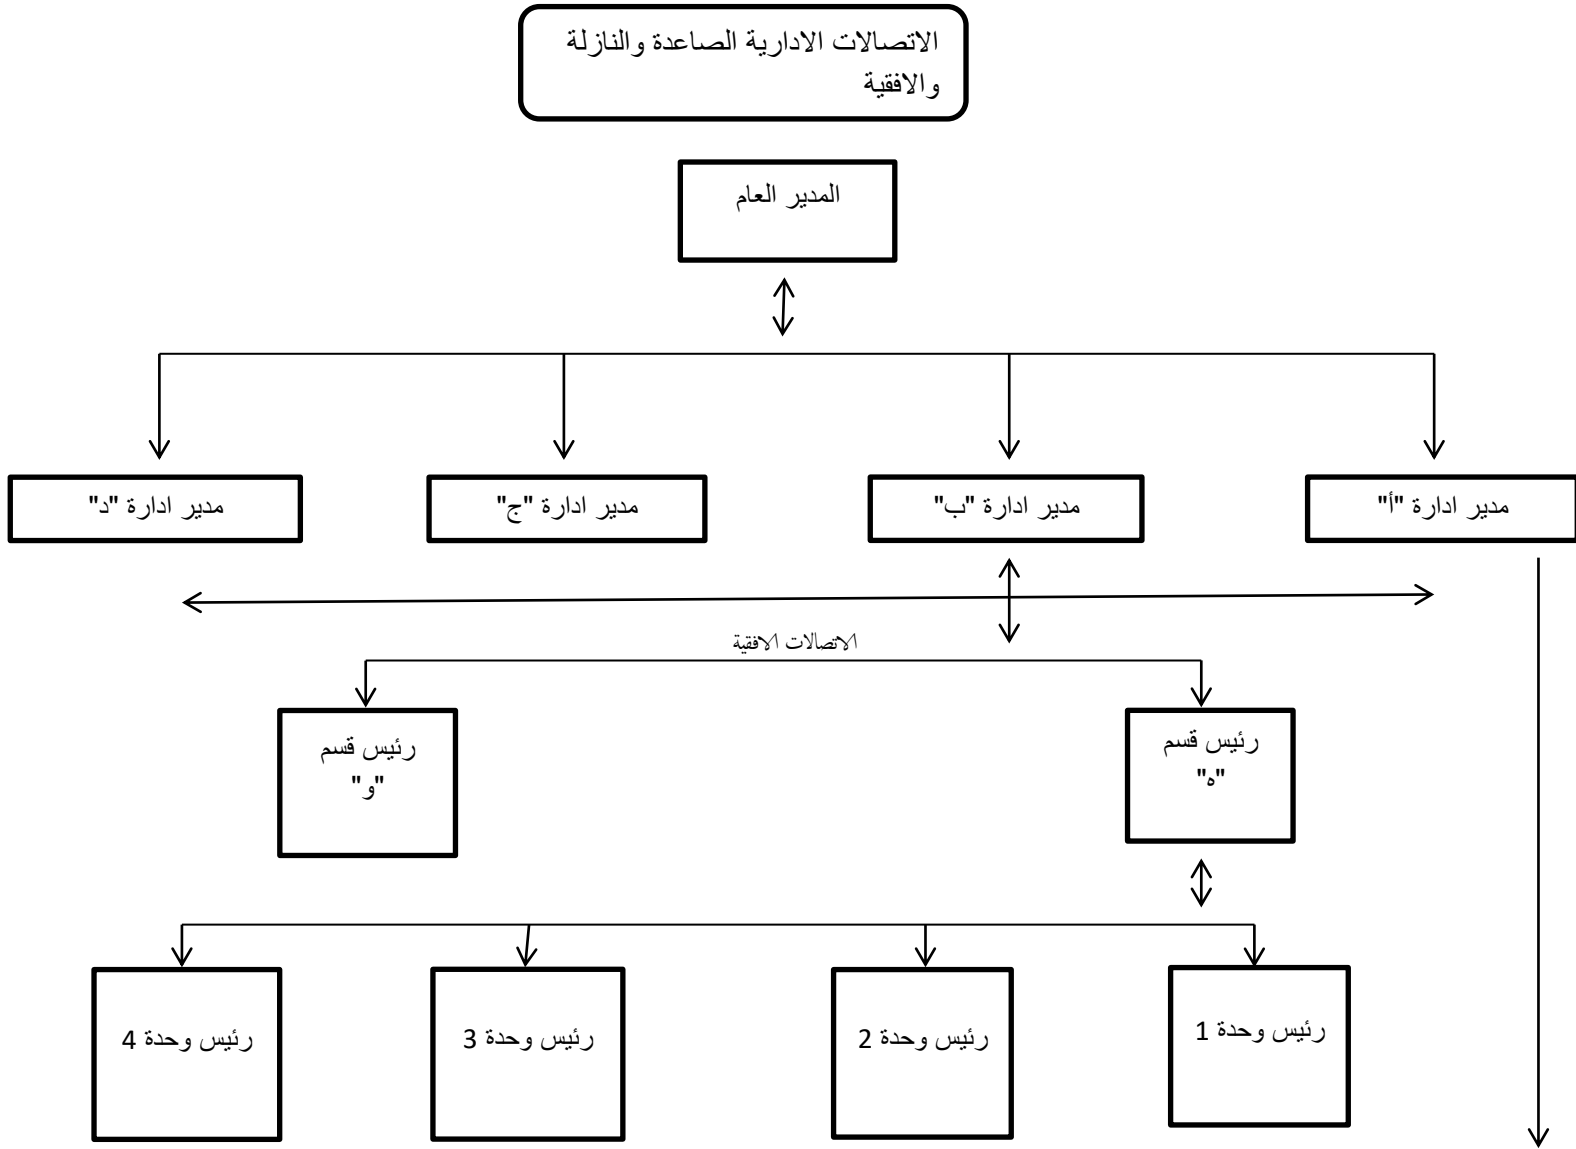 الاتصالات الادارية الصاعدة والنازلة
والافقية
المدير العام
مدير ادارة "أ"
مدير ادارة "ب"
مدير ادارة "ج"
مدير ادارة "د"
الاتصالات الافقية
رئيس قسم
"ه"
رئيس قسم
"و"
رئيس وحدة 1
رئيس وحدة 2
رئيس وحدة 3
رئيس وحدة 4